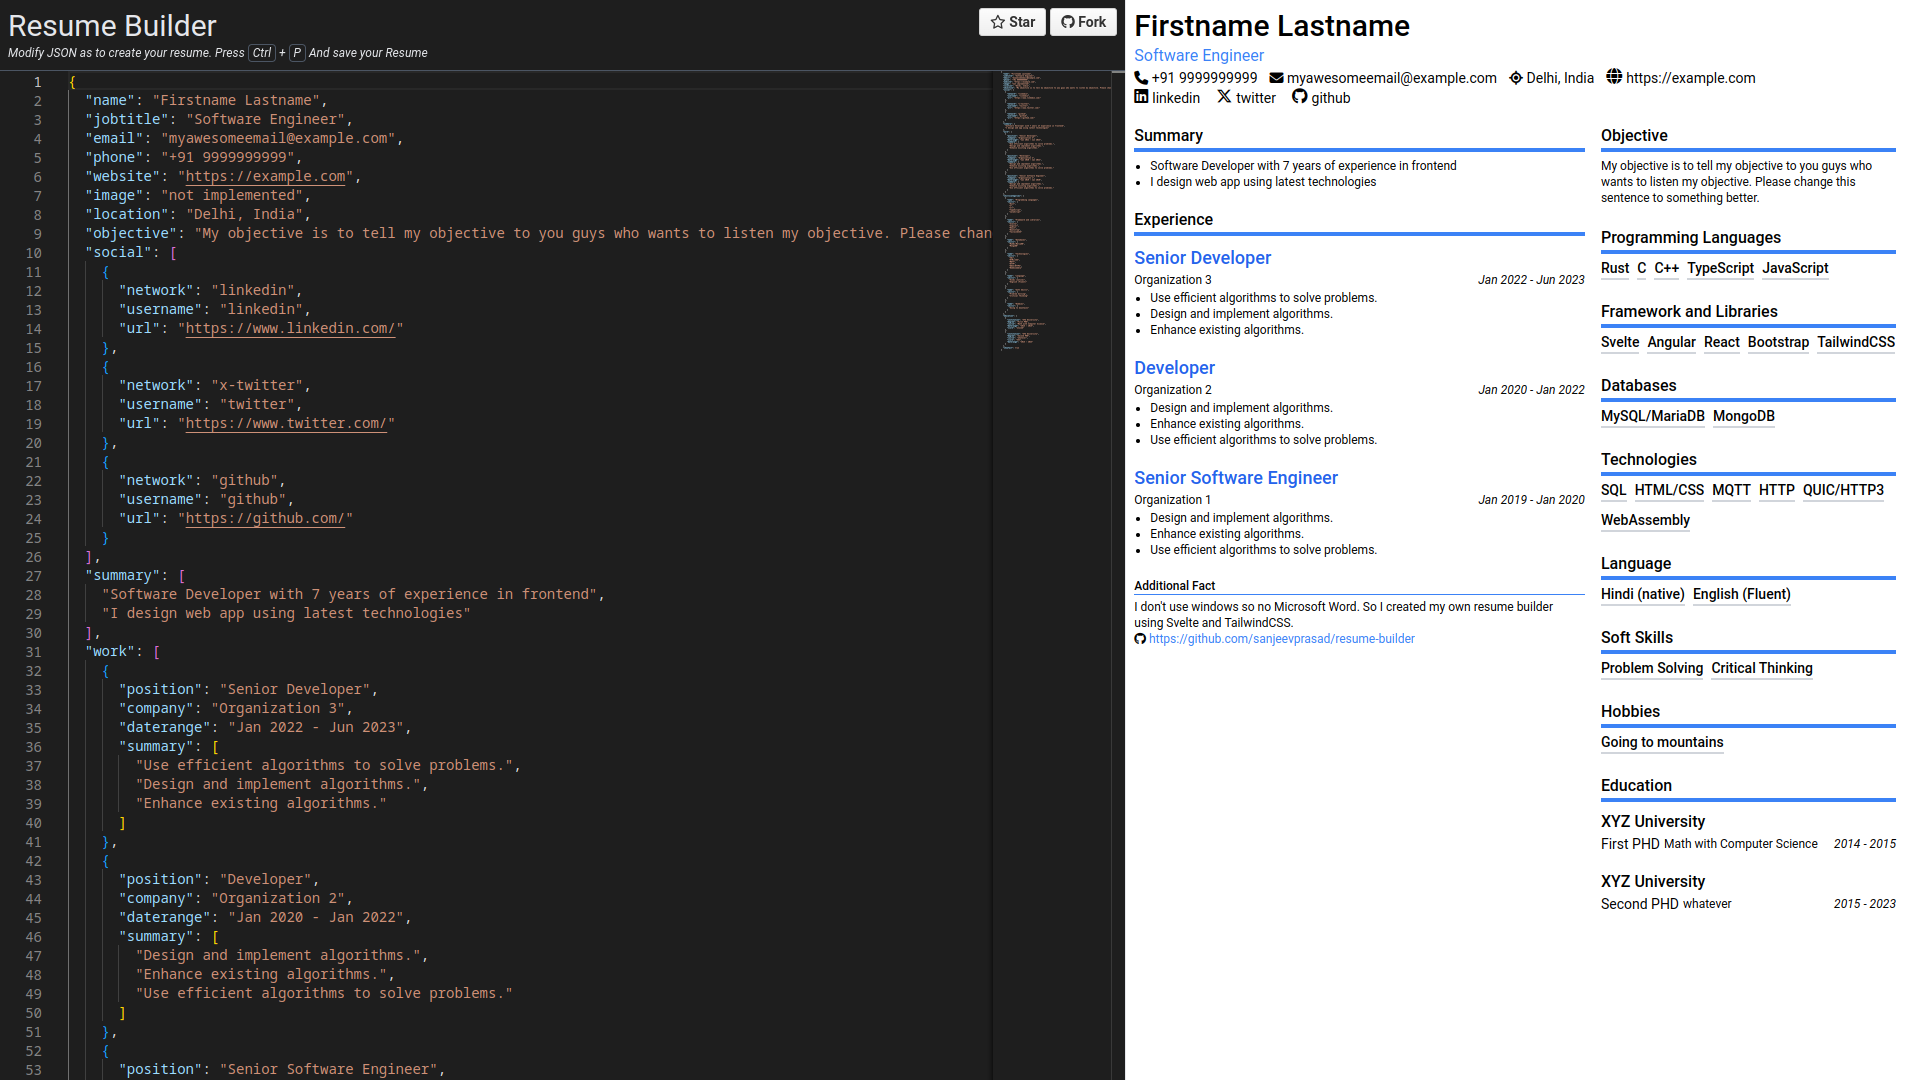 Resume Builder
Modify JSON as to create your resume. Press Ctrl + P And save your Resume
Star
Fork
1 {
2 "name": "Firstname Lastname",
3 "jobtitle": "Software Engineer",
4 "email": "myawesomeemail@example.com",
5 "phone": "+91 9999999999",
6 "website": "https://example.com",
7 "image": "not implemented",
8 "location": "Delhi, India",
9 "objective": "My objective is to tell my objective to you guys who wants to listen my objective. Please chan
10 "social": [
11 {
12 "network": "linkedin",
13 "username": "linkedin",
14 "url": "https://www.linkedin.com/"
15 },
16 {
17 "network": "x-twitter",
18 "username": "twitter",
19 "url": "https://www.twitter.com/"
20 },
21 {
22 "network": "github",
23 "username": "github",
24 "url": "https://github.com/"
25 }
26 ],
27 "summary": [
28 "Software Developer with 7 years of experience in frontend",
29 "I design web app using latest technologies"
30 ],
31 "work": [
32 {
33 "position": "Senior Developer",
34 "company": "Organization 3",
35 "daterange": "Jan 2022 - Jun 2023",
36 "summary": [
37 "Use efficient algorithms to solve problems.",
38 "Design and implement algorithms.",
39 "Enhance existing algorithms."
40 ]
41 },
42 {
43 "position": "Developer",
44 "company": "Organization 2",
45 "daterange": "Jan 2020 - Jan 2022",
46 "summary": [
47 "Design and implement algorithms.",
48 "Enhance existing algorithms.",
49 "Use efficient algorithms to solve problems."
50 ]
51 },
52 {
53 "position": "Senior Software Engineer",
Firstname Lastname
Software Engineer
+91 9999999999 myawesomeemail@example.com Delhi, India https://example.com
linkedin twitter github
Summary
• Software Developer with 7 years of experience in frontend
• I design web app using latest technologies
Experience
Senior Developer
Organization 3 Jan 2022 - Jun 2023
• Use efficient algorithms to solve problems.
• Design and implement algorithms.
• Enhance existing algorithms.
Developer
Organization 2 Jan 2020 - Jan 2022
• Design and implement algorithms.
• Enhance existing algorithms.
• Use efficient algorithms to solve problems.
Senior Software Engineer
Organization 1 Jan 2019 - Jan 2020
• Design and implement algorithms.
• Enhance existing algorithms.
• Use efficient algorithms to solve problems.
Additional Fact
I don't use windows so no Microsoft Word. So I created my own resume builder
using Svelte and TailwindCSS.
https://github.com/sanjeevprasad/resume-builder
Objective
My objective is to tell my objective to you guys who
wants to listen my objective. Please change this
sentence to something better.
Programming Languages
Rust C C++ TypeScript JavaScript
Framework and Libraries
Svelte Angular React Bootstrap TailwindCSS
Databases
MySQL/MariaDB MongoDB
Technologies
SQL HTML/CSS MQTT HTTP QUIC/HTTP3
WebAssembly
Language
Hindi (native) English (Fluent)
Soft Skills
Problem Solving Critical Thinking
Hobbies
Going to mountains
Education
XYZ University
First PHD Math with Computer Science 2014 - 2015
XYZ University
Second PHD whatever 2015 - 2023